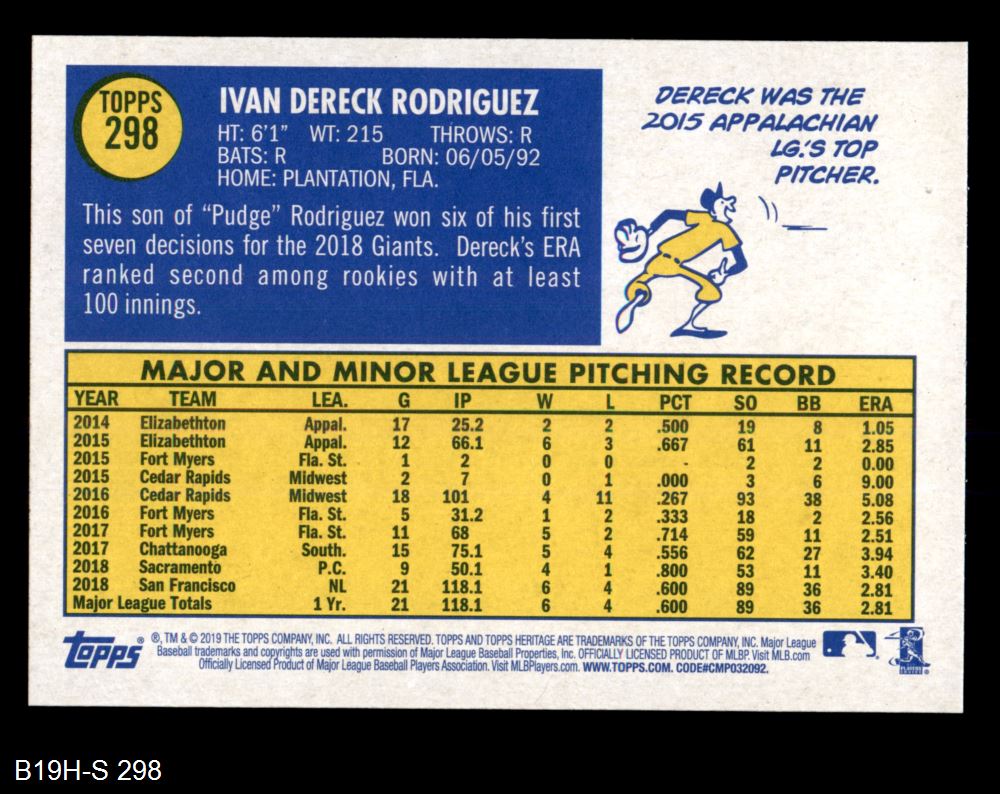 TOPPS
298
IVAN DERECK RODRIGUEZ
HT: 6'1" WT: 215 THROWS: R
BATS: R BORN: 06/05/92
HOME: PLANTATION, FLA.
This son of “Pudge” Rodriguez won six of his first
seven decisions for the 2018 Giants. Dereck's ERA
ranked second among rookies with at least
100 innings.
DERECK WAS THE
2015 APPALACHIAN
LG.'S TOP
PITCHER.
MAJOR AND MINOR LEAGUE PITCHING RECORD
YEAR TEAM LEA. G IP W L PCT SO BB ERA
2014 Elizabethton Appal. 17 25.2 2 2 .500 19 8 1.05
2015 Elizabethton Appal. 12 66.1 6 3 .667 61 11 2.85
2015 Fort Myers Fla. St. 1 2 0 0 - 2 2 0.00
2015 Cedar Rapids Midwest 2 7 0 1 .000 3 6 9.00
2016 Cedar Rapids Midwest 18 101 4 11 .267 93 38 5.08
2016 Fort Myers Fla. St. 5 31.2 1 2 .333 18 2 2.56
2017 Fort Myers Fla. St. 11 68 5 2 .714 59 11 2.51
2017 Chattanooga South. 15 75.1 5 4 .556 62 27 3.94
2018 Sacramento P.C. 9 50.1 4 1 .800 53 11 3.40
2018 San Francisco NL 21 118.1 6 4 .600 89 36 2.81
Major League Totals 1 Yr. 21 118.1 6 4 .600 89 36 2.81
Topps ®
®, TM & © 2019 THE TOPPS COMPANY, INC. ALL RIGHTS RESERVED. TOPPS AND TOPPS HERITAGE ARE TRADEMARKS OF THE TOPPS COMPANY, INC. Major League
Baseball trademarks and copyrights are used with permission of Major League Baseball Properties, Inc. OFFICIALLY LICENSED PRODUCT OF MLBP. Visit MLB.com
Officially Licensed Product of Major League Baseball Players Association. Visit MLBPlayers.com. WWW.TOPPS.COM. CODE#CMP032092.
B19H-S 298